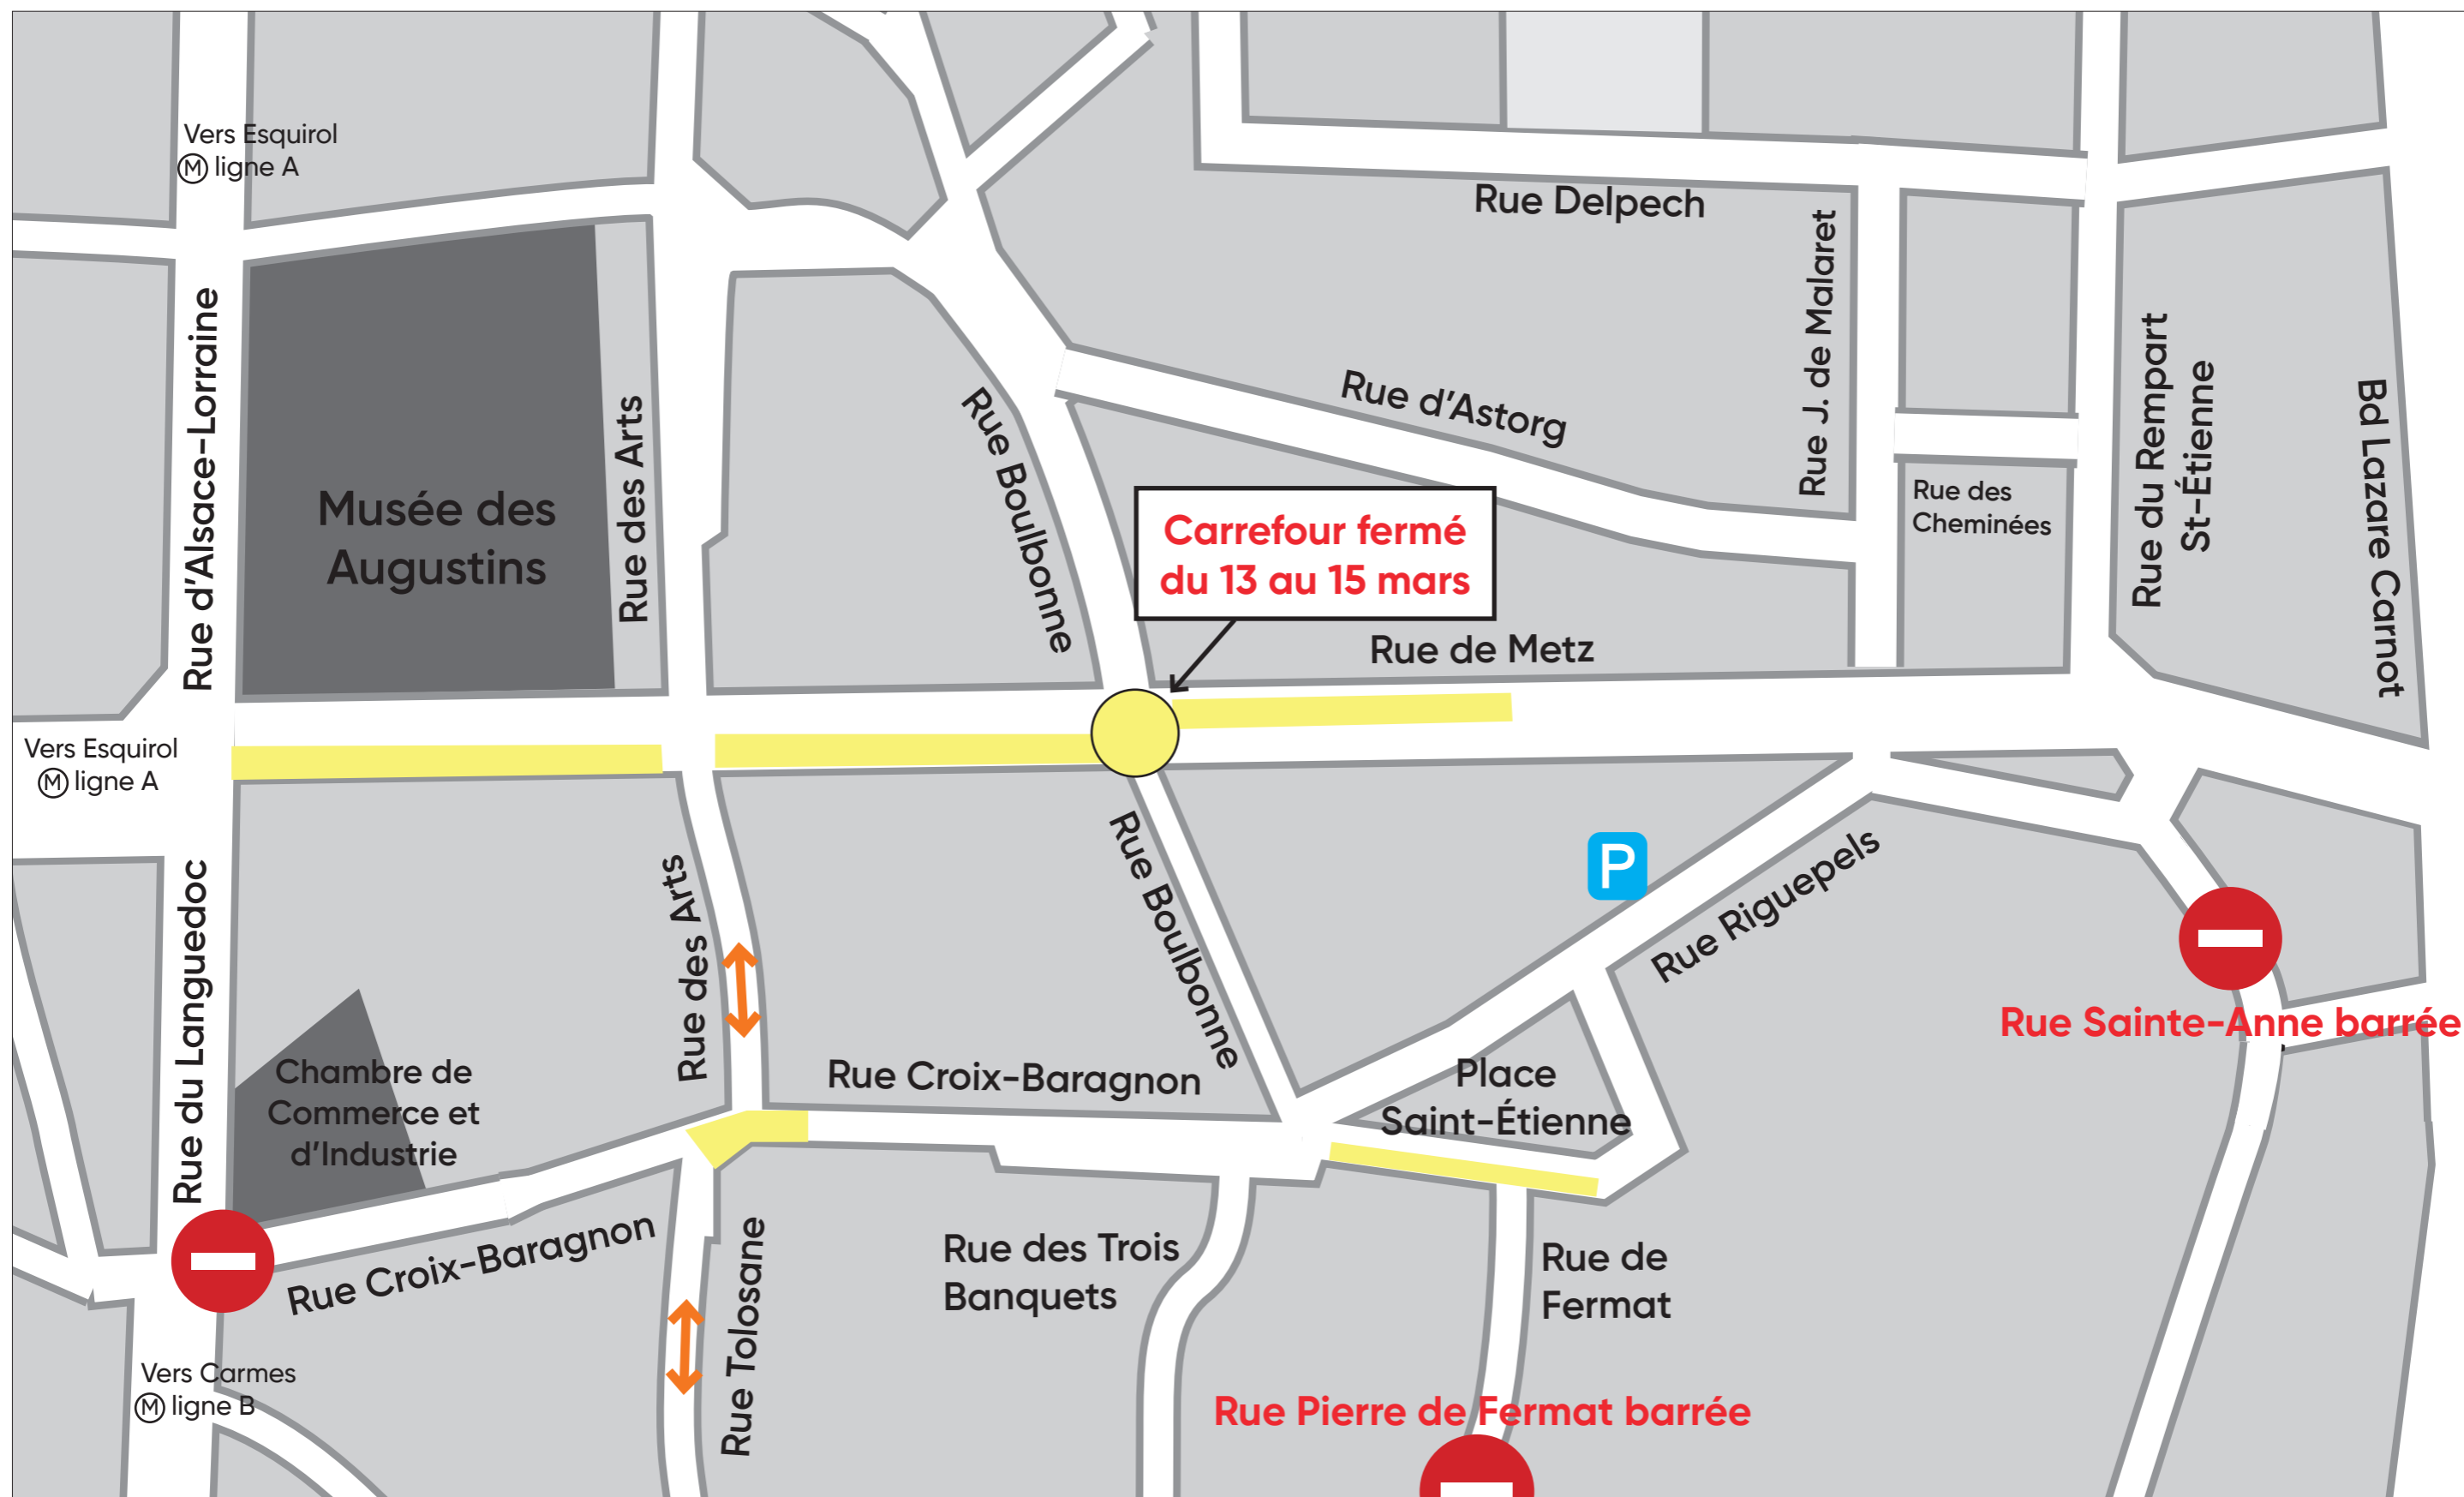 Vers Esquirol
M ligne A
Rue Delpech
Rue d'Alsace-Lorraine
Musée des
Augustins
Rue des Arts
Rue Boulbonne
Rue d'Astorg
Rue J. de Malaret
Rue des
Cheminées
Rue du Rempart
St-Étienne
Bd Lazare Carnot
Carrefour fermé
du 13 au 15 mars
Rue de Metz
Vers Esquirol
M ligne A
Rue du Languedoc
Rue des Arts
Rue Boulbonne
P
Rue Riguepels
Rue Sainte-Anne barrée
Chambre de
Commerce et
d'Industrie
Rue Croix-Baragnon
Place
Saint-Étienne
Rue Croix-Baragnon
Rue Tolosane
Rue des Trois
Banquets
Rue de
Fermat
Vers Carmes
M ligne B
Rue Pierre de Fermat barrée